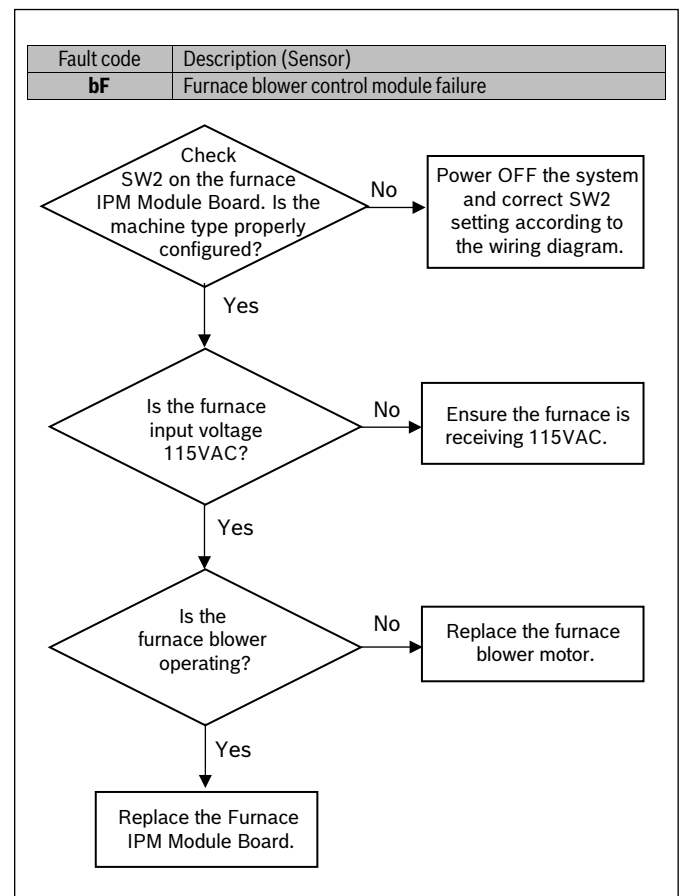 Fault code Description (Sensor)
bF Furnace blower control module failure
Check
SW2 on the furnace
IPM Module Board. Is the
machine type properly
configured?
No
Power OFF the system
and correct SW2
setting according to
the wiring diagram.
Yes
Is the furnace
input voltage
115VAC?
No
Ensure the furnace is
receiving 115VAC.
Yes
Is the
furnace blower
operating?
No
Replace the furnace
blower motor.
Yes
Replace the Furnace
IPM Module Board.